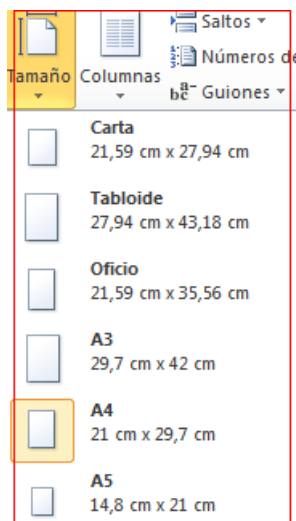 Saltos
Números de
Tamaño Columnas
Guiones
Carta
21,59 cm x 27,94 cm
Tabloide
27,94 cm x 43,18 cm
Oficio
21,59 cm x 35,56 cm
A3
29,7 cm x 42 cm
A4
21 cm x 29,7 cm
A5
14,8 cm x 21 cm